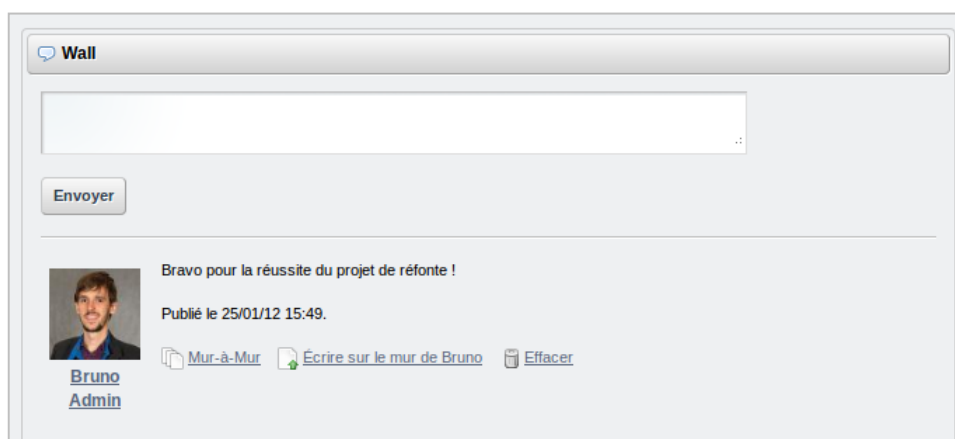 Wall
Envoyer
Bravo pour la réussite du projet de réfonte !
Publié le 25/01/12 15:49.
Mur-à-Mur Écrire sur le mur de Bruno Effacer
Bruno
Admin